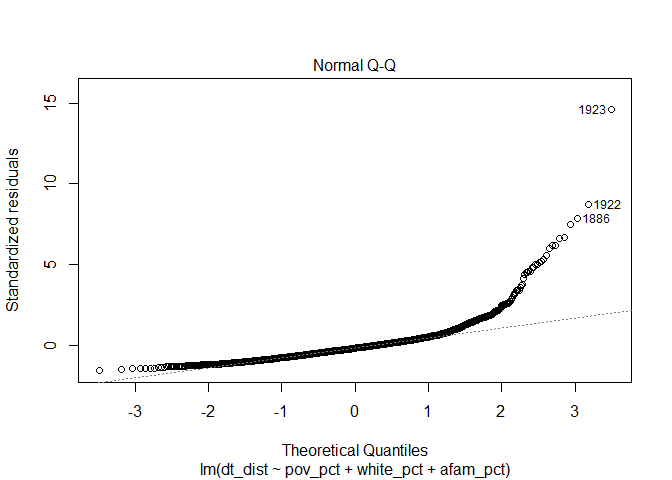 Normal Q-Q
15
10
5
0
Standardized residuals
1923
1922
1886
-3 -2 -1 0 1 2 3
Theoretical Quantiles
lm(dt_dist ~ pov_pct + white_pct + afam_pct)